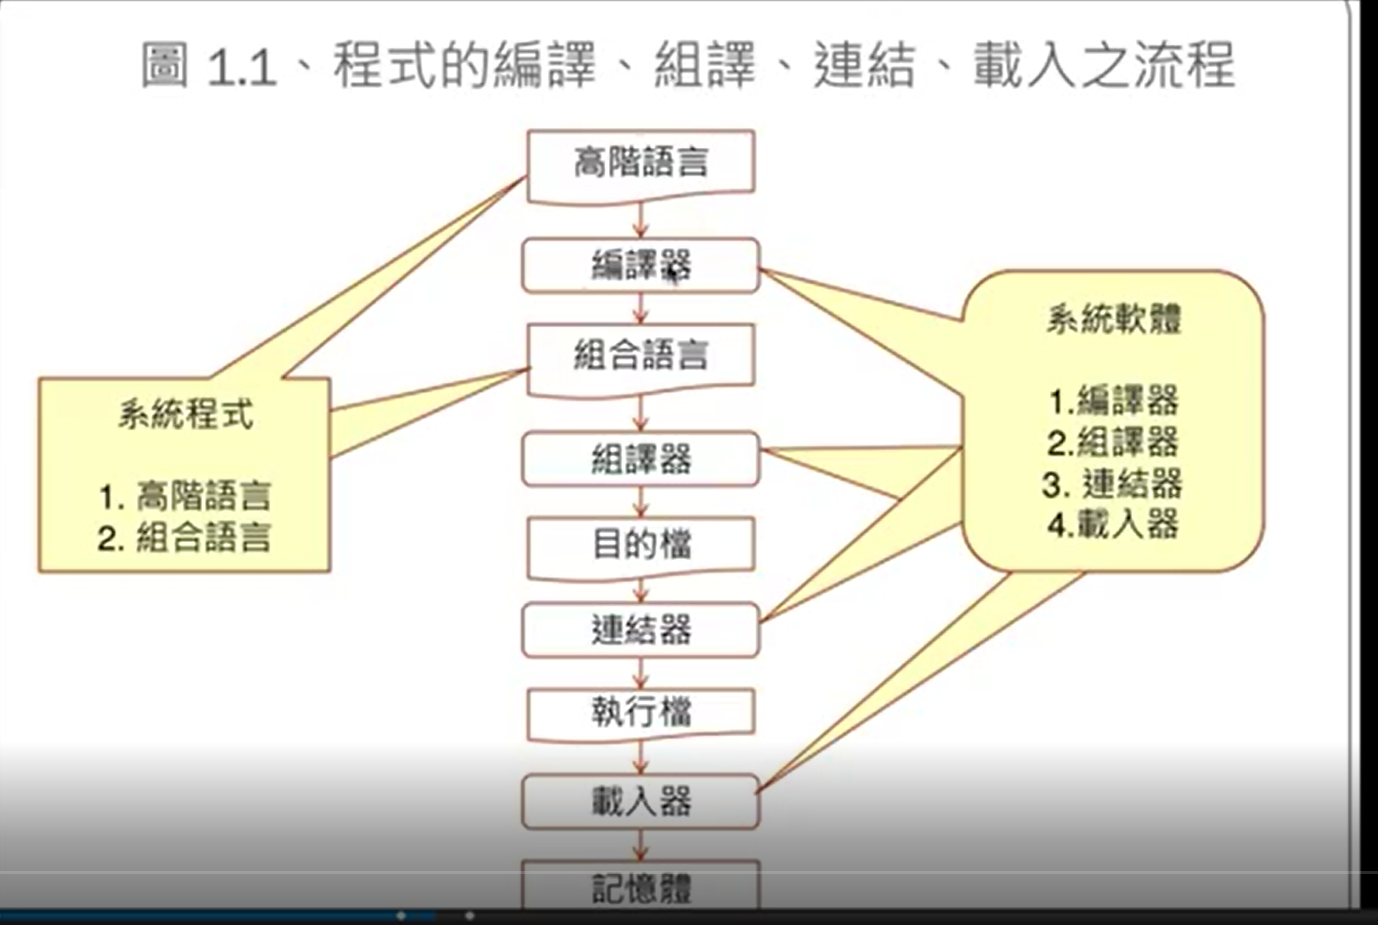 圖 1.1、程式的編譯、組譯、連結、載入之流程
高階語言
編譯器
組合語言
組譯器
目的檔
連結器
執行檔
載入器
記憶體
系統程式
1. 高階語言
2. 組合語言
系統軟體
1.編譯器
2.組譯器
3. 連結器
4.載入器